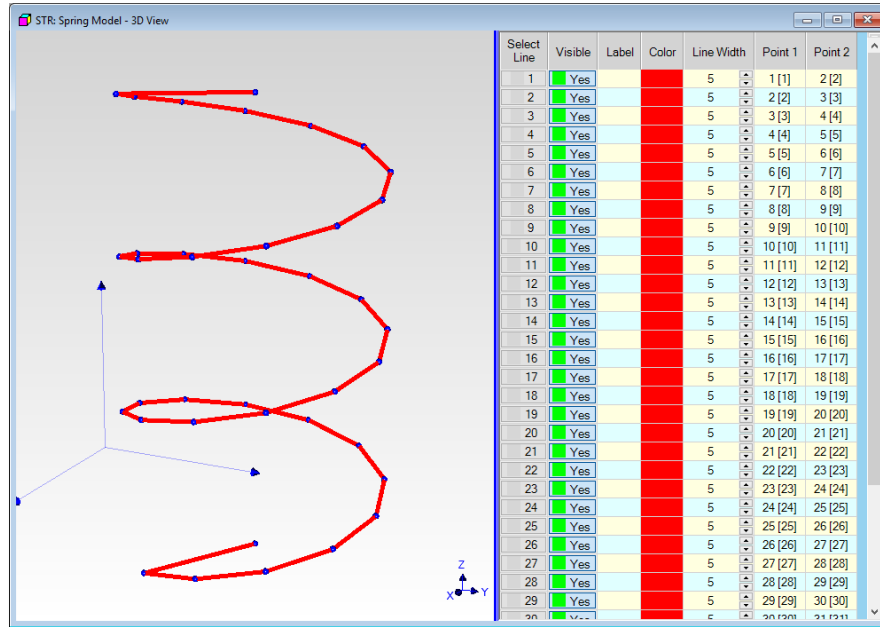 STR: Spring Model - 3D View
Select Line Visible Label Color Line Width Point 1 Point 2
1 Yes 5 1 [1] 2 [2]
2 Yes 5 2 [2] 3 [3]
3 Yes 5 3 [3] 4 [4]
4 Yes 5 4 [4] 5 [5]
5 Yes 5 5 [5] 6 [6]
6 Yes 5 6 [6] 7 [7]
7 Yes 5 7 [7] 8 [8]
8 Yes 5 8 [8] 9 [9]
9 Yes 5 9 [9] 10 [10]
10 Yes 5 10 [10] 11 [11]
11 Yes 5 11 [11] 12 [12]
12 Yes 5 12 [12] 13 [13]
13 Yes 5 13 [13] 14 [14]
14 Yes 5 14 [14] 15 [15]
15 Yes 5 15 [15] 16 [16]
16 Yes 5 16 [16] 17 [17]
17 Yes 5 17 [17] 18 [18]
18 Yes 5 18 [18] 19 [19]
19 Yes 5 19 [19] 20 [20]
20 Yes 5 20 [20] 21 [21]
21 Yes 5 21 [21] 22 [22]
22 Yes 5 22 [22] 23 [23]
23 Yes 5 23 [23] 24 [24]
24 Yes 5 24 [24] 25 [25]
25 Yes 5 25 [25] 26 [26]
26 Yes 5 26 [26] 27 [27]
27 Yes 5 27 [27] 28 [28]
28 Yes 5 28 [28] 29 [29]
29 Yes 5 29 [29] 30 [30]
Z
X Y